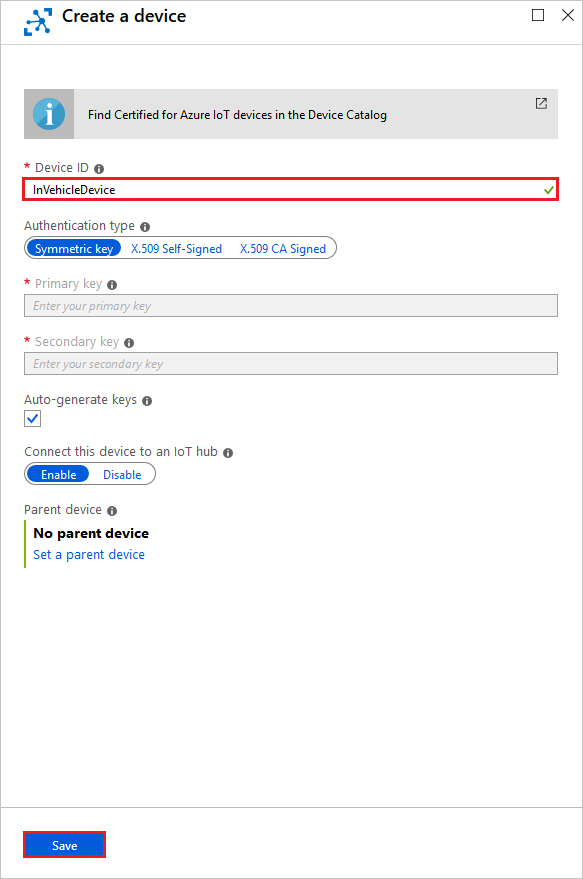 Create a device
Find Certified for Azure IoT devices in the Device Catalog
* Device ID
InVehicleDevice
Authentication type
Symmetric key X.509 Self-Signed X.509 CA Signed
* Primary key
Enter your primary key
* Secondary key
Enter your secondary key
Auto-generate keys
Connect this device to an IoT hub
Enable Disable
Parent device
No parent device
Set a parent device
Save